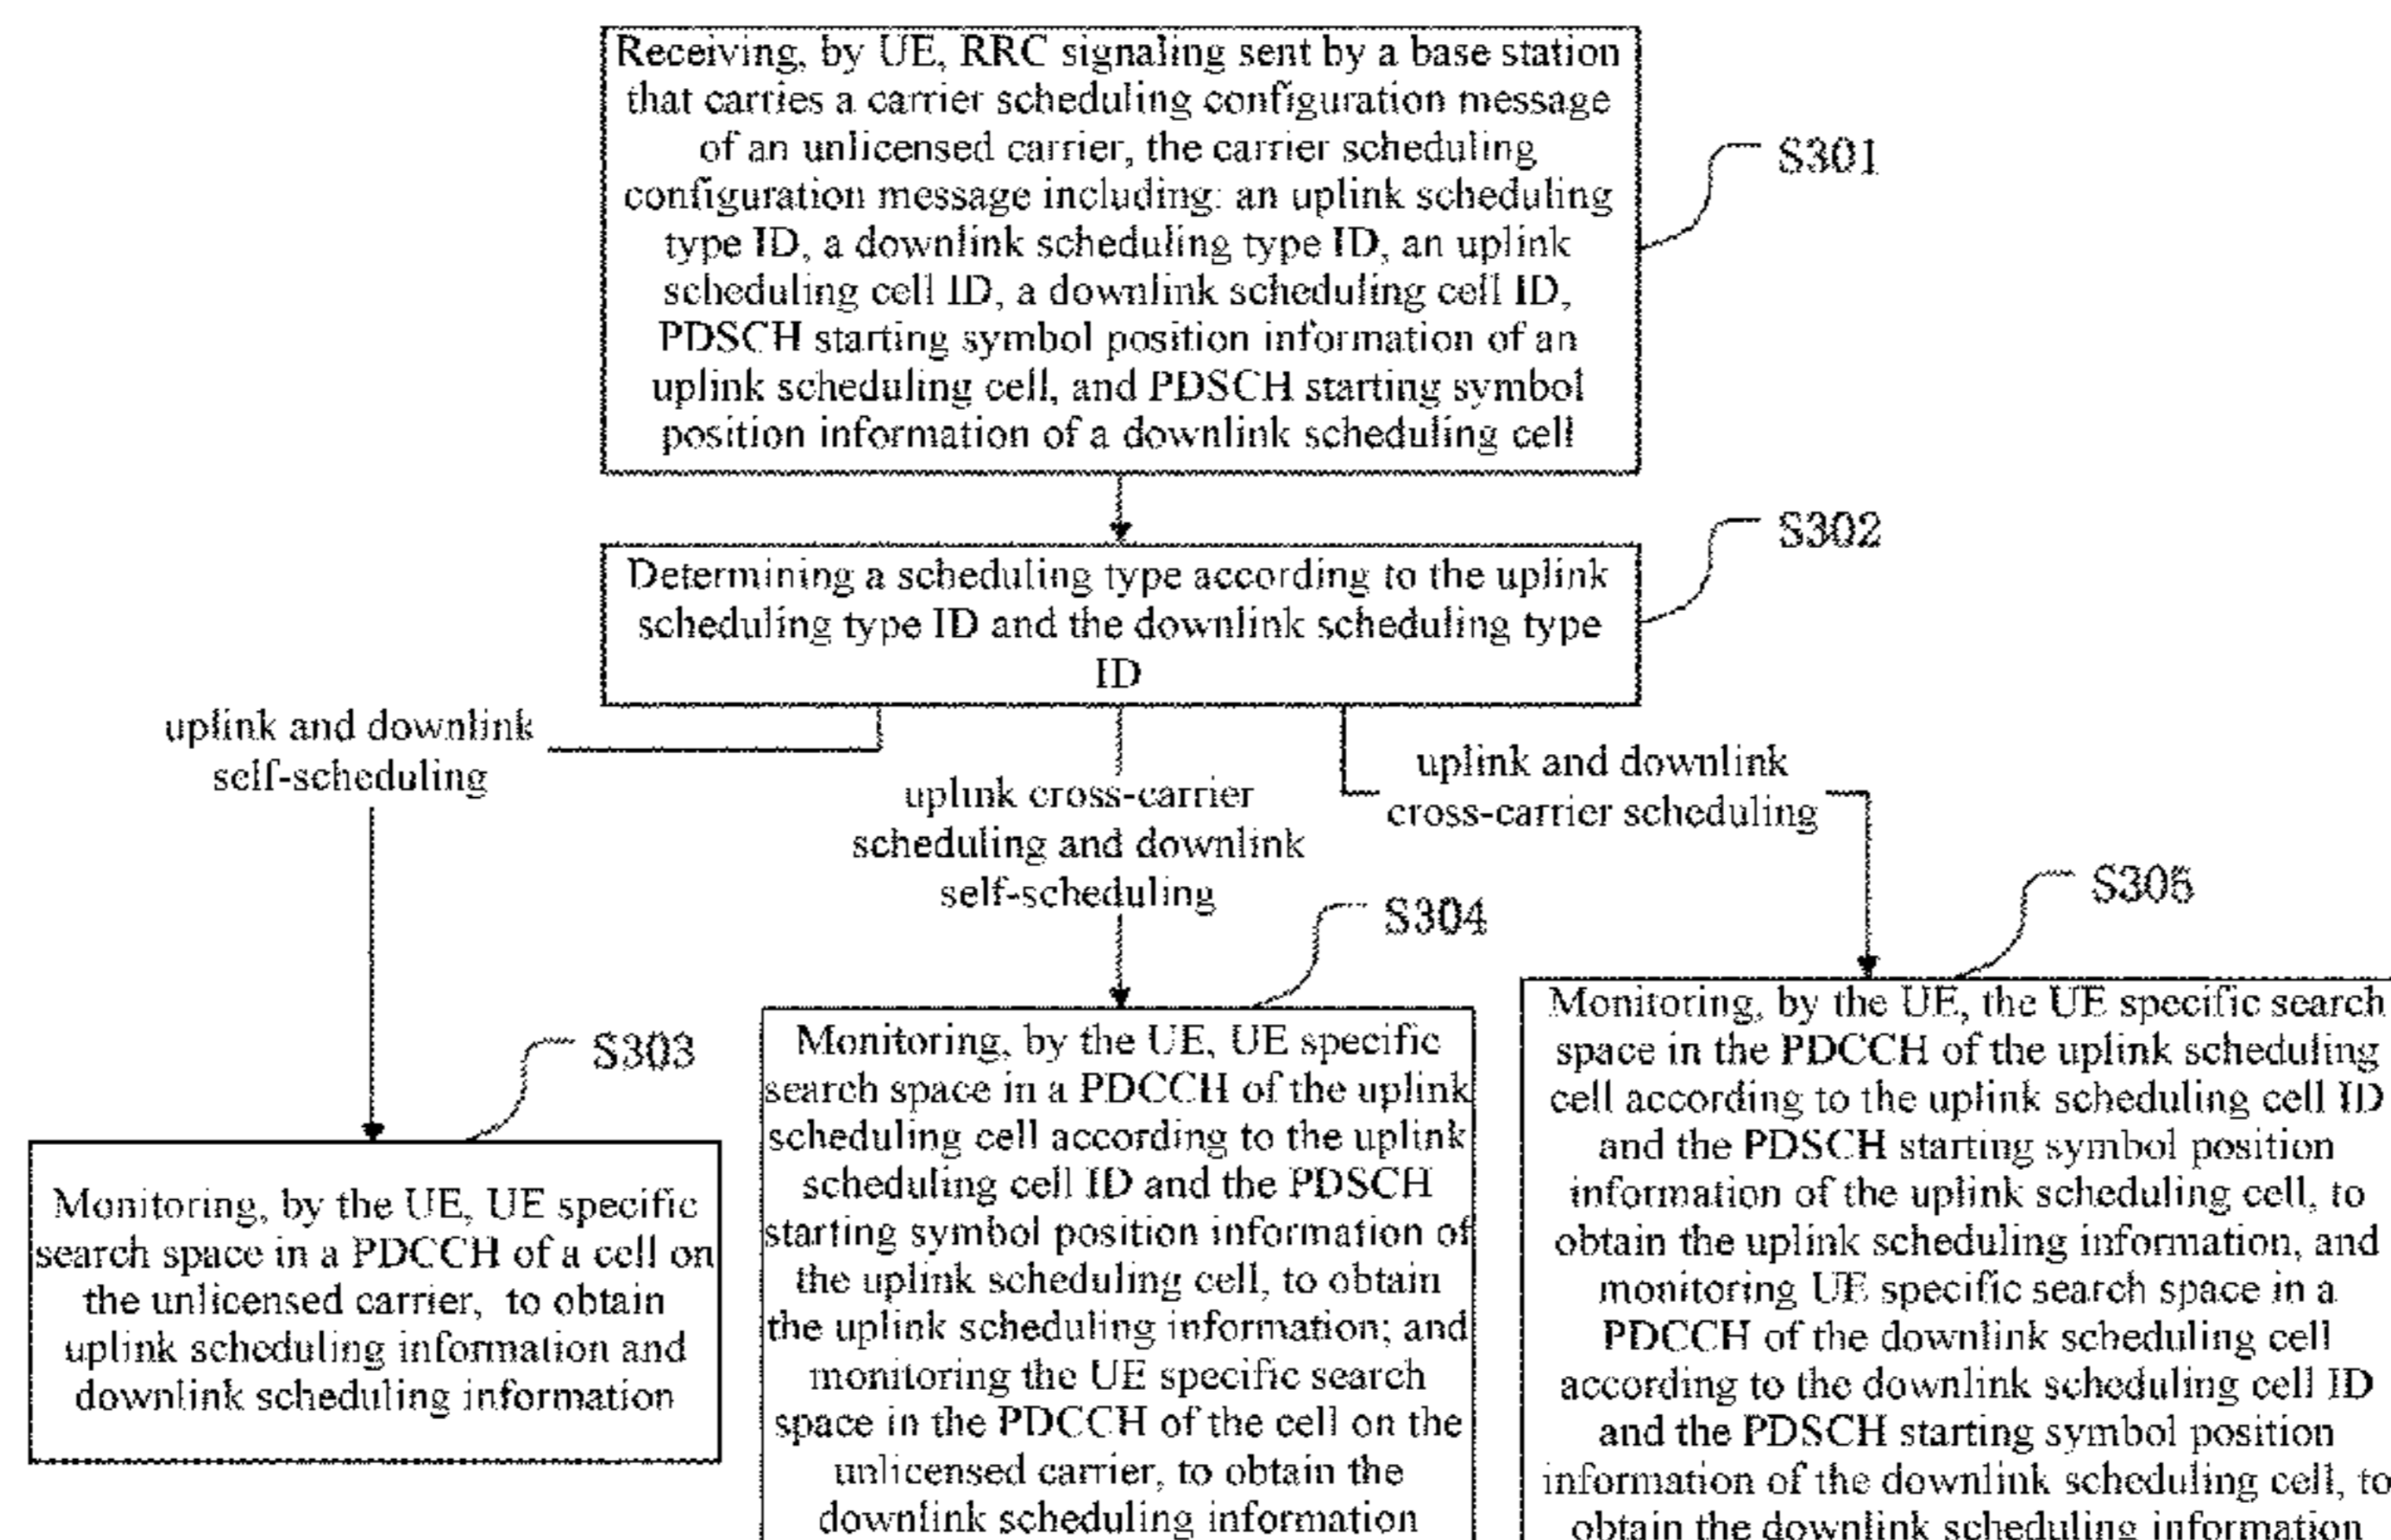 Receiving, by UE, RRC signaling sent by a base station
that carries a carrier scheduling configuration message
of an unlicensed carrier, the carrier scheduling
configuration message including: an uplink scheduling
type ID, a downlink scheduling type ID, an uplink
scheduling cell ID, a downlink scheduling cell ID,
PDSCH starting symbol position information of an
uplink scheduling cell, and PDSCH starting symbol
position information of a downlink scheduling cell
S301
S302
Determining a scheduling type according to the uplink
scheduling type ID and the downlink scheduling type
ID
uplink and downlink
self-scheduling
uplink cross-carrier
scheduling and downlink
self-scheduling
uplink and downlink
cross-carrier scheduling
S303
Monitoring, by the UE, UE specific
search space in a PDCCH of a cell on
the unlicensed carrier, to obtain
uplink scheduling information and
downlink scheduling information
S304
Monitoring, by the UE, UE specific
search space in a PDCCH of the uplink
scheduling cell according to the uplink
scheduling cell ID and the PDSCH
starting symbol position information of
the uplink scheduling cell, to obtain
the uplink scheduling information; and
monitoring the UE specific search
space in the PDCCH of the cell on the
unlicensed carrier, to obtain the
downlink scheduling information
S305
Monitoring, by the UE, the UE specific search
space in the PDCCH of the uplink scheduling
cell according to the uplink scheduling cell ID
and the PDSCH starting symbol position
information of the uplink scheduling cell, to
obtain the uplink scheduling information, and
monitoring UE specific search space in a
PDCCH of the downlink scheduling cell
according to the downlink scheduling cell ID
and the PDSCH starting symbol position
information of the downlink scheduling cell, to
obtain the downlink scheduling information